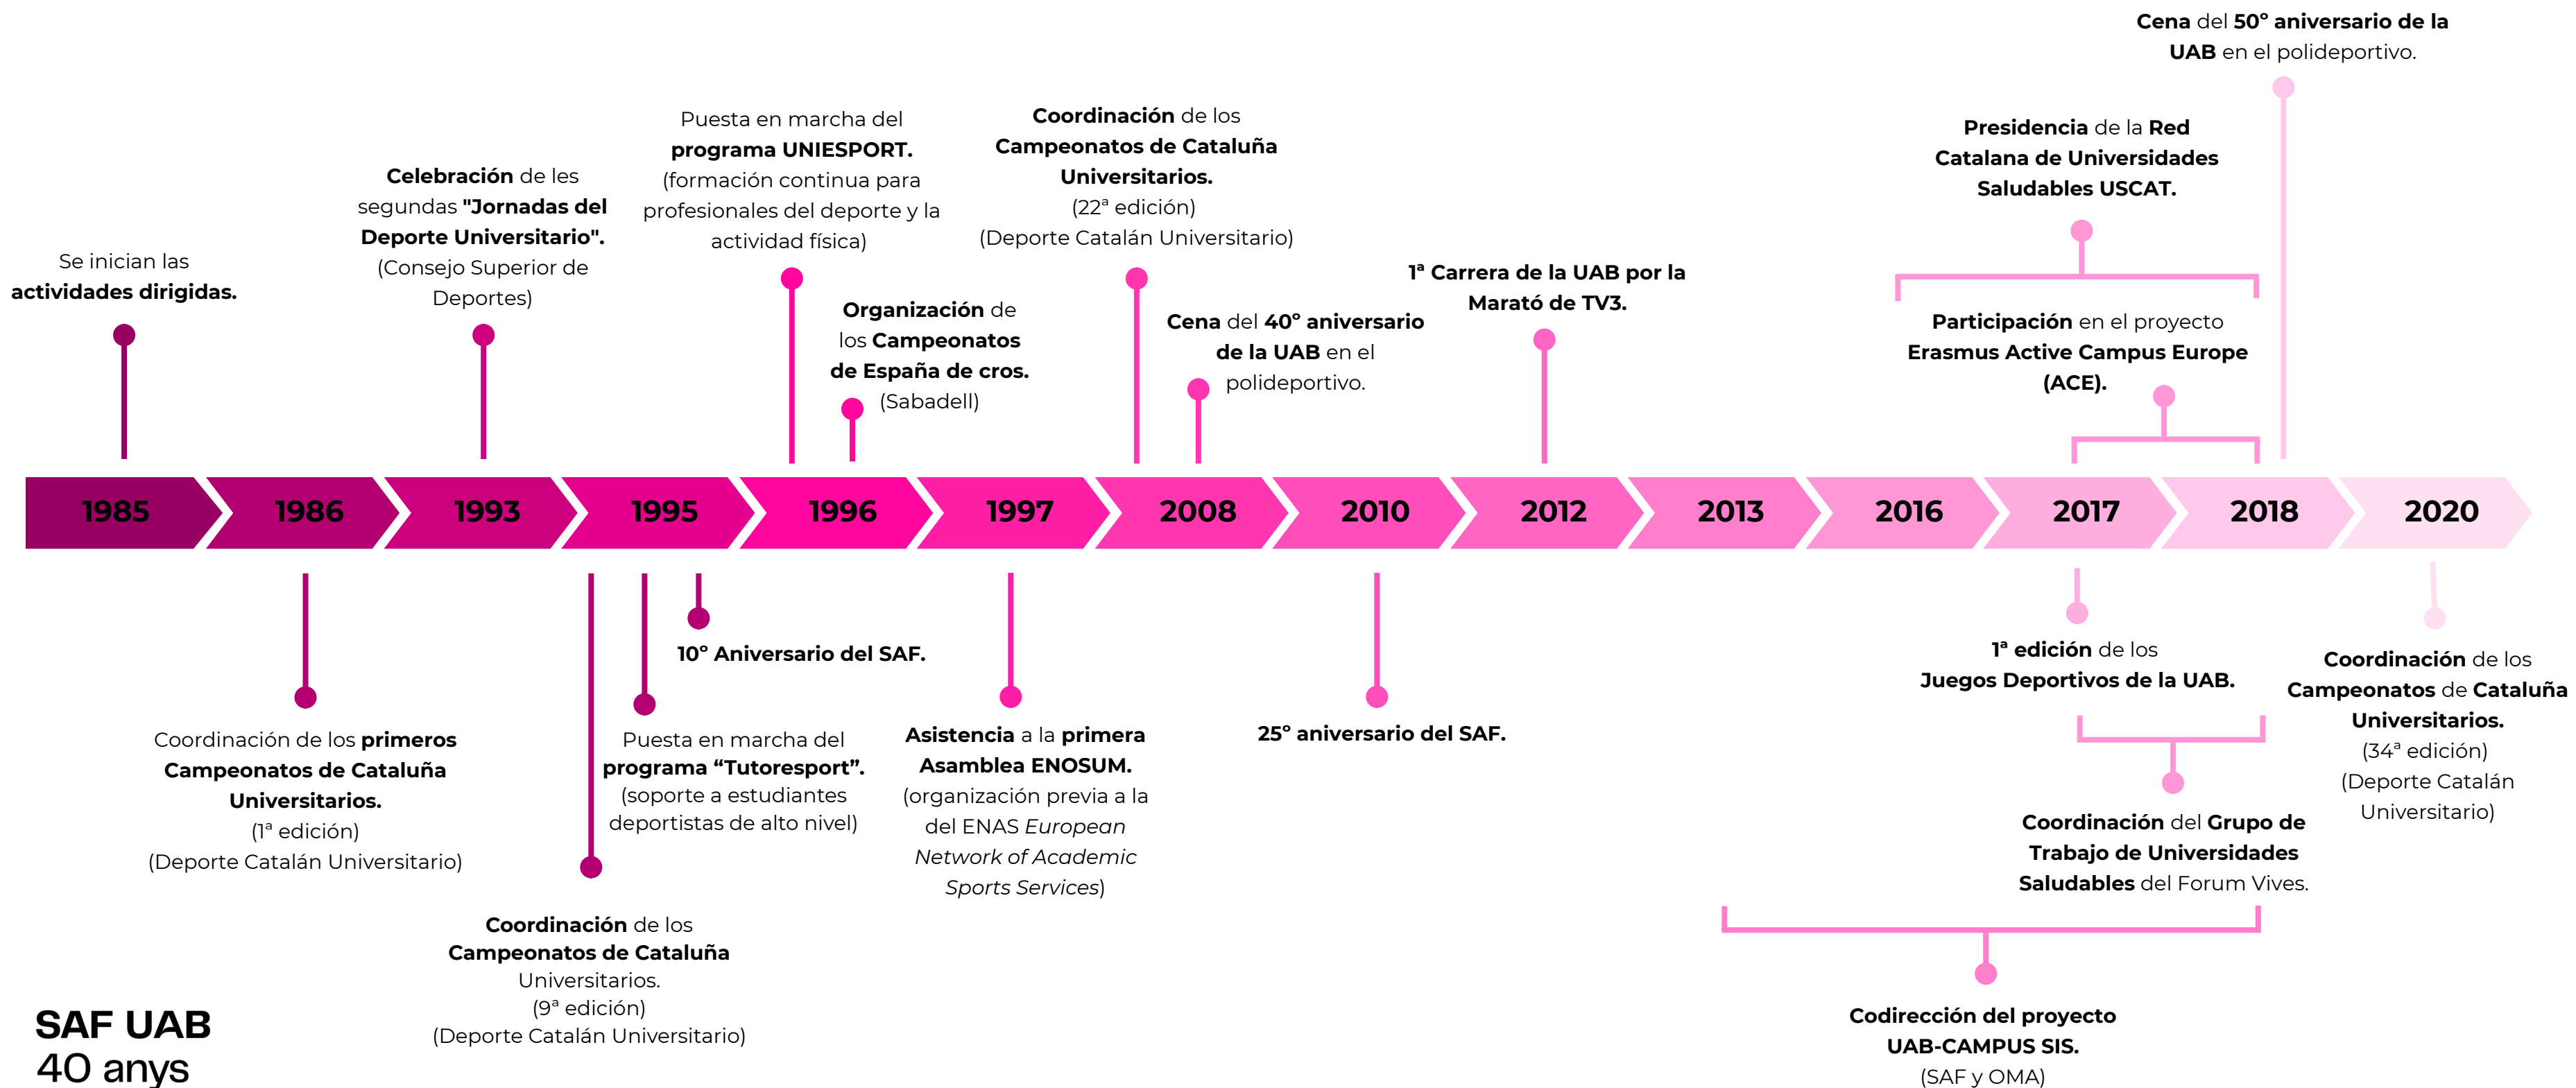 Cena del 50º aniversario de la
UAB en el polideportivo.
Presidencia de la Red
Catalana de Universidades
Saludables USCAT.
Participación en el proyecto
Erasmus Active Campus Europe
(ACE).
Se inician las
actividades dirigidas.
Celebración de les
segundas "Jornadas del
Deporte Universitario".
(Consejo Superior de
Deportes)
Puesta en marcha del
programa UNIESPORT.
(formación continua para
profesionales del deporte y la
actividad física)
Organización de
los Campeonatos
de España de cros.
(Sabadell)
Coordinación de los
Campeonatos de Cataluña
Universitarios.
(22ª edición)
(Deporte Catalán Universitario)
Cena del 40º aniversario
de la UAB en el
polideportivo.
1ª Carrera de la UAB por la
Marató de TV3.
1985
1986
1993
1995
1996
1997
2008
2010
2012
2013
2016
2017
2018
2020
Coordinación de los primeros
Campeonatos de Cataluña
Universitarios.
(1ª edición)
(Deporte Catalán Universitario)
Coordinación de los
Campeonatos de Cataluña
Universitarios.
(9ª edición)
(Deporte Catalán Universitario)
Puesta en marcha del
programa “Tutoresport”.
(soporte a estudiantes
deportistas de alto nivel)
10º Aniversario del SAF.
Asistencia a la primera
Asamblea ENOSUM.
(organización previa a la
del ENAS European
Network of Academic
Sports Services)
25º aniversario del SAF.
1ª edición de los
Juegos Deportivos de la UAB.
Coordinación del Grupo de
Trabajo de Universidades
Saludables del Forum Vives.
Codirección del proyecto
UAB-CAMPUS SIS.
(SAF y OMA)
Coordinación de los
Campeonatos de Cataluña
Universitarios.
(34ª edición)
(Deporte Catalán
Universitario)
SAF UAB
40 anys